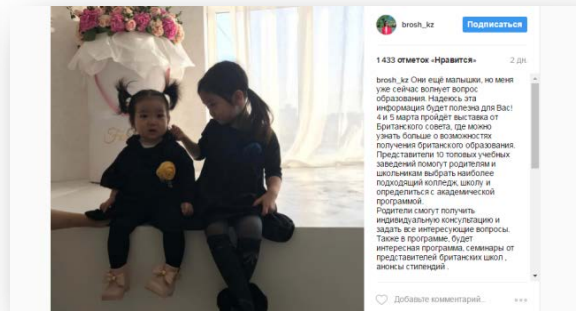 brosh_kz
Подписаться
1 433 отметок «Нравится»
2 дн.
brosh_kz Они ещё малышки, но меня
уже сейчас волнует вопрос
образования. Надеюсь эта
информация будет полезна для Вас!
4 и 5 марта пройдёт выставка от
Британского совета, где можно
узнать больше о возможностях
получения британского образования.
Представители 10 топовых учебных
заведений помогут родителям и
школьникам выбрать наиболее
подходящий колледж, школу и
определиться с академической
программой.
Родители смогут получить
индивидуальную консультацию и
задать все интересующие вопросы.
Также в программе, будет
интересная программа, семинары от
представителей британских школ ,
анонсы стипендий .
Добавьте комментарий...